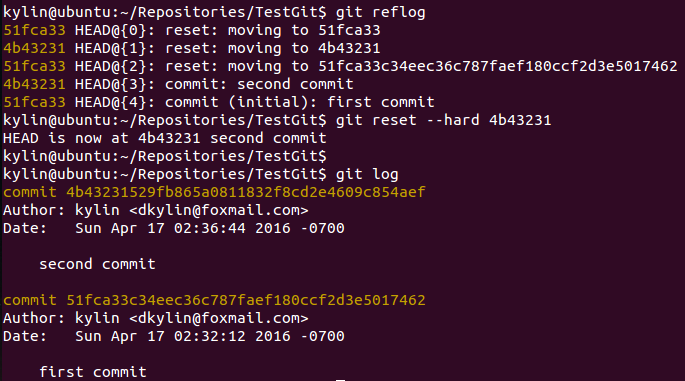 kylin@ubuntu:~/Repositories/TestGit$ git reflog
51fca33 HEAD@{0}: reset: moving to 51fca33
4b43231 HEAD@{1}: reset: moving to 4b43231
51fca33 HEAD@{2}: reset: moving to 51fca33c34eec36c787faef180ccf2d3e5017462
4b43231 HEAD@{3}: commit: second commit
51fca33 HEAD@{4}: commit (initial): first commit
kylin@ubuntu:~/Repositories/TestGit$ git reset --hard 4b43231
HEAD is now at 4b43231 second commit
kylin@ubuntu:~/Repositories/TestGit$
kylin@ubuntu:~/Repositories/TestGit$ git log
commit 4b43231529fb865a0811832f8cd2e4609c854aef
Author: kylin <dkylin@foxmail.com>
Date:   Sun Apr 17 02:36:44 2016 -0700

    second commit

commit 51fca33c34eec36c787faef180ccf2d3e5017462
Author: kylin <dkylin@foxmail.com>
Date:   Sun Apr 17 02:32:12 2016 -0700

    first commit